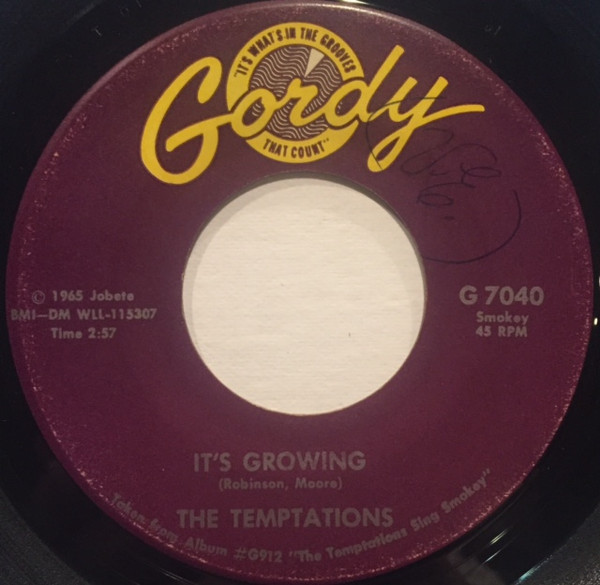 "IT'S WHAT'S IN THE GROOVES
Gordy
THAT COUNT"
© 1965 Jobete
BMI—DM WLL-115307
Time 2:57
G 7040
Smokey
45 RPM
IT'S GROWING
(Robinson, Moore)
THE TEMPTATIONS
Taken from Album #G912 "The Temptations Sing Smokey"